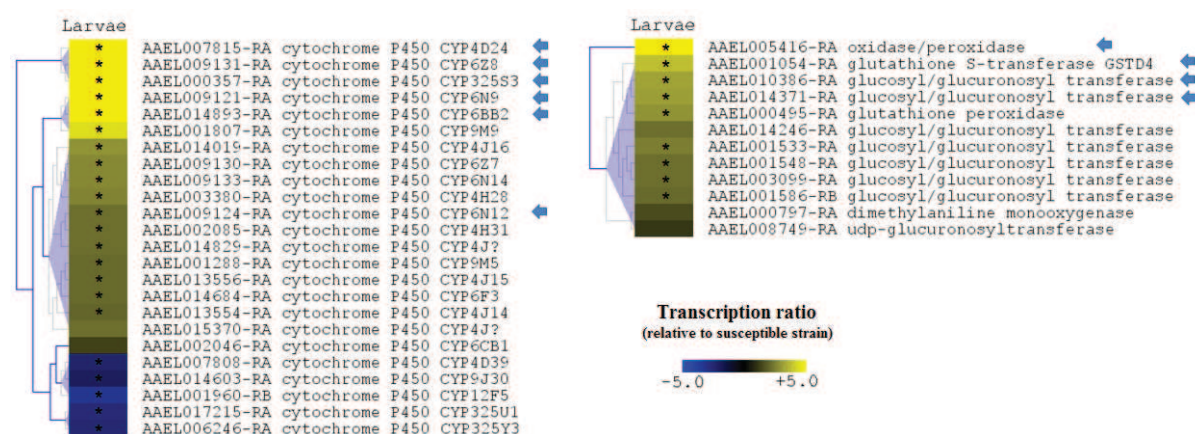 Larvae
* AAEL007815-RA cytochrome P450 CYP4D24
* AAEL009131-RA cytochrome P450 CYP6Z8
* AAEL000357-RA cytochrome P450 CYP325S3
* AAEL009121-RA cytochrome P450 CYP6N9
* AAEL014893-RA cytochrome P450 CYP6BB2
* AAEL001807-RA cytochrome P450 CYP9M9
* AAEL014019-RA cytochrome P450 CYP4J16
* AAEL009130-RA cytochrome P450 CYP6Z7
* AAEL009133-RA cytochrome P450 CYP6N14
* AAEL003380-RA cytochrome P450 CYP4H28
* AAEL009124-RA cytochrome P450 CYP6N12
* AAEL002085-RA cytochrome P450 CYP4H31
* AAEL014829-RA cytochrome P450 CYP4J?
* AAEL001288-RA cytochrome P450 CYP9M5
* AAEL013556-RA cytochrome P450 CYP4J15
* AAEL014684-RA cytochrome P450 CYP6F3
* AAEL013554-RA cytochrome P450 CYP4J14
AAEL015370-RA cytochrome P450 CYP4J?
AAEL002046-RA cytochrome P450 CYP6CB1
* AAEL007808-RA cytochrome P450 CYP4D39
* AAEL014603-RA cytochrome P450 CYP9J30
* AAEL001960-RB cytochrome P450 CYP12F5
* AAEL017215-RA cytochrome P450 CYP325U1
* AAEL006246-RA cytochrome P450 CYP325Y3
Larvae
* AAEL005416-RA oxidase/peroxidase
* AAEL001054-RA glutathione S-transferase GSTD4
* AAEL010386-RA glucosyl/glucuronosyl transferase
* AAEL014371-RA glucosyl/glucuronosyl transferase
* AAEL000495-RA glutathione peroxidase
AAEL014246-RA glucosyl/glucuronosyl transferase
* AAEL001533-RA glucosyl/glucuronosyl transferase
* AAEL001548-RA glucosyl/glucuronosyl transferase
* AAEL003099-RA glucosyl/glucuronosyl transferase
* AAEL001586-RB glucosyl/glucuronosyl transferase
AAEL000797-RA dimethylaniline monooxygenase
AAEL008749-RA udp-glucuronosyltransferase
Transcription ratio
(relative to susceptible strain)
-5.0 +5.0